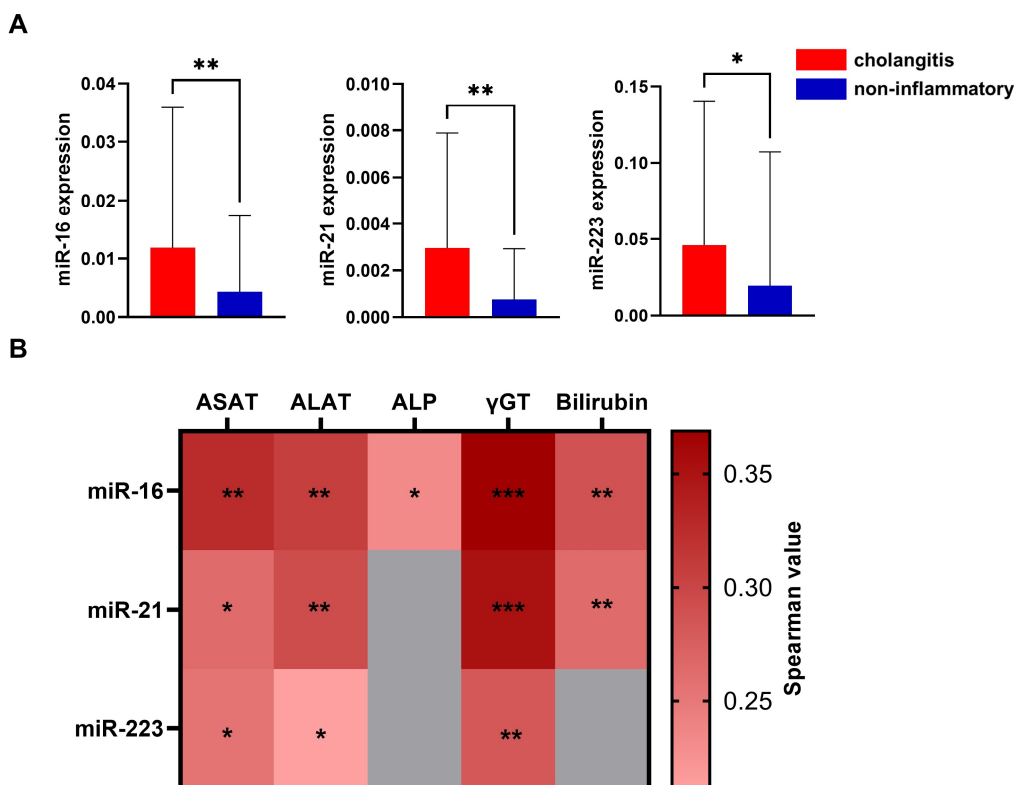 A
cholangitis
non-inflammatory
miR-16 expression
0.04
0.03
0.02
0.01
0.00
**
miR-21 expression
0.010
0.008
0.006
0.004
0.002
0.000
**
miR-223 expression
0.15
0.10
0.05
0.00
*
B
ASAT ALAT ALP γGT Bilirubin
miR-16 ** ** * *** **
miR-21 * ** *** **
miR-223 * * **
0.35
0.30
0.25
Spearman value